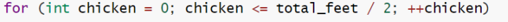 for (int chicken = 0; chicken <= total_feet / 2; ++chicken)